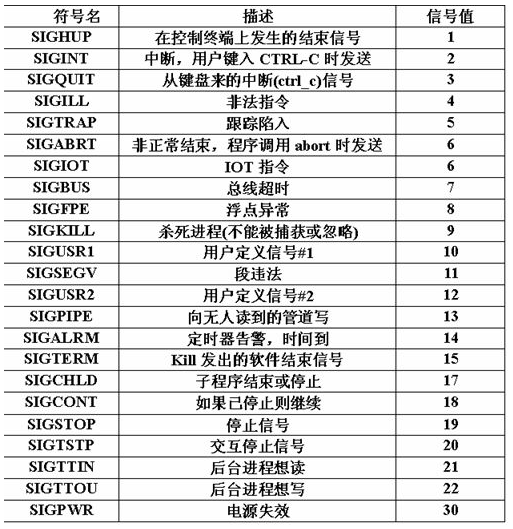 符号名 描述 信号值
SIGHUP 在控制终端上发生的结束信号 1
SIGINT 中断，用户键入 CTRL-C 时发送 2
SIGQUIT 从键盘来的中断(ctrl_c)信号 3
SIGILL 非法指令 4
SIGTRAP 跟踪陷入 5
SIGABRT 非正常结束，程序调用 abort 时发送 6
SIGIOT IOT 指令 6
SIGBUS 总线超时 7
SIGFPE 浮点异常 8
SIGKILL 杀死进程(不能被捕获或忽略) 9
SIGUSR1 用户定义信号#1 10
SIGSEGV 段违法 11
SIGUSR2 用户定义信号#2 12
SIGPIPE 向无人读到的管道写 13
SIGALRM 定时器告警，时间到 14
SIGTERM Kill 发出的软件结束信号 15
SIGCHLD 子程序结束或停止 17
SIGCONT 如果已停止则继续 18
SIGSTOP 停止信号 19
SIGTSTP 交互停止信号 20
SIGTTIN 后台进程想读 21
SIGTTOU 后台进程想写 22
SIGPWR 电源失效 30